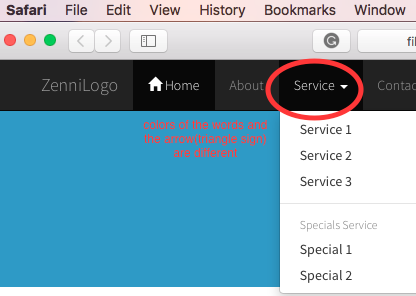 Safari File Edit View History Bookmarks Window
fil
ZenniLogo Home About Service Contac
colors of the words and
the arrow(triangle sign)
are different
Service 1
Service 2
Service 3
Specials Service
Special 1
Special 2